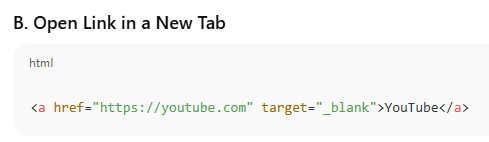 B. Open Link in a New Tab
html
<a href="https://youtube.com" target="_blank">YouTube</a>